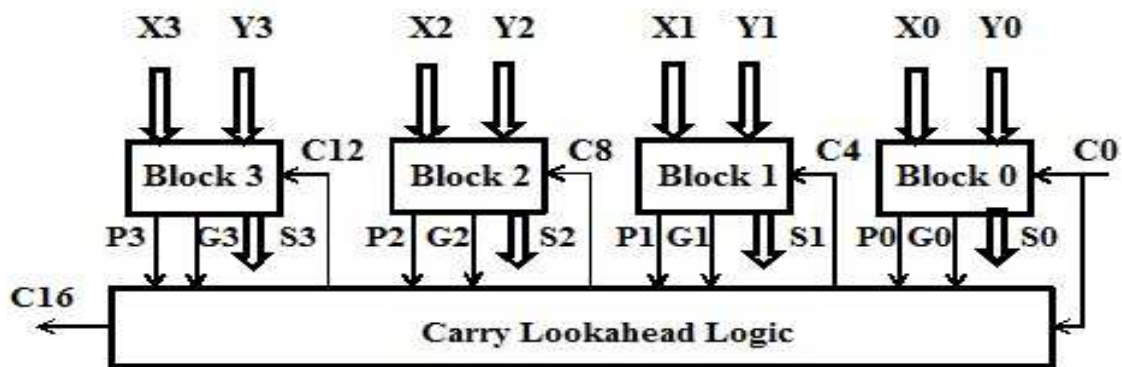 X3 Y3 X2 Y2 X1 Y1 X0 Y0
C12 C8 C4 C0
Block 3 Block 2 Block 1 Block 0
P3 G3 S3 P2 G2 S2 P1 G1 S1 P0 G0 S0
C16
Carry Lookahead Logic